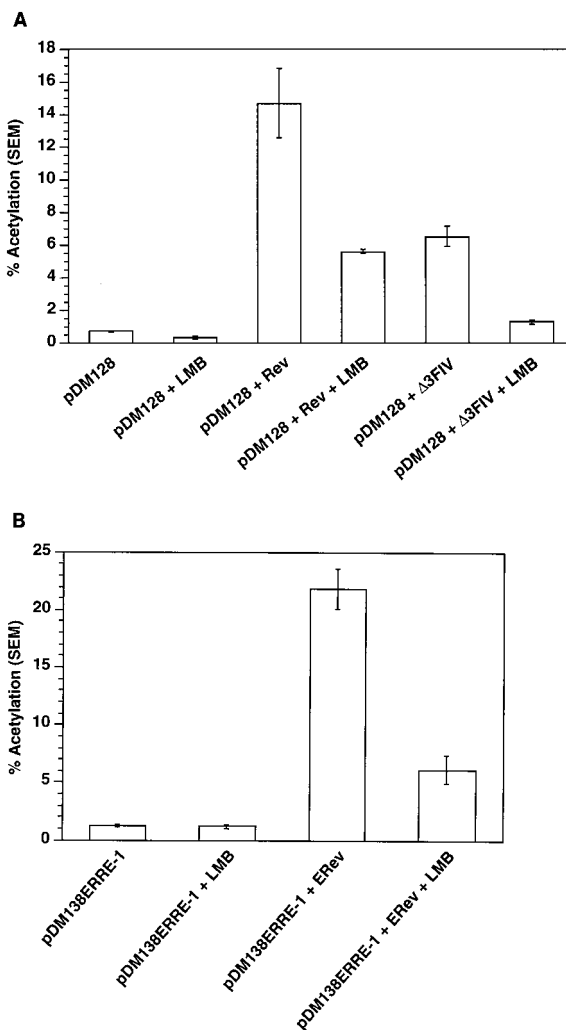 A
% Acetylation (SEM)
18
16
14
12
10
8
6
4
2
0
pDM128
pDM128 + LMB
pDM128 + Rev
pDM128 + Rev + LMB
pDM128 + Δ3FIV
pDM128 + Δ3FIV + LMB
B
% Acetylation (SEM)
25
20
15
10
5
0
pDM138ERRE-1
pDM138ERRE-1 + LMB
pDM138ERRE-1 + ERev
pDM138ERRE-1 + ERev + LMB